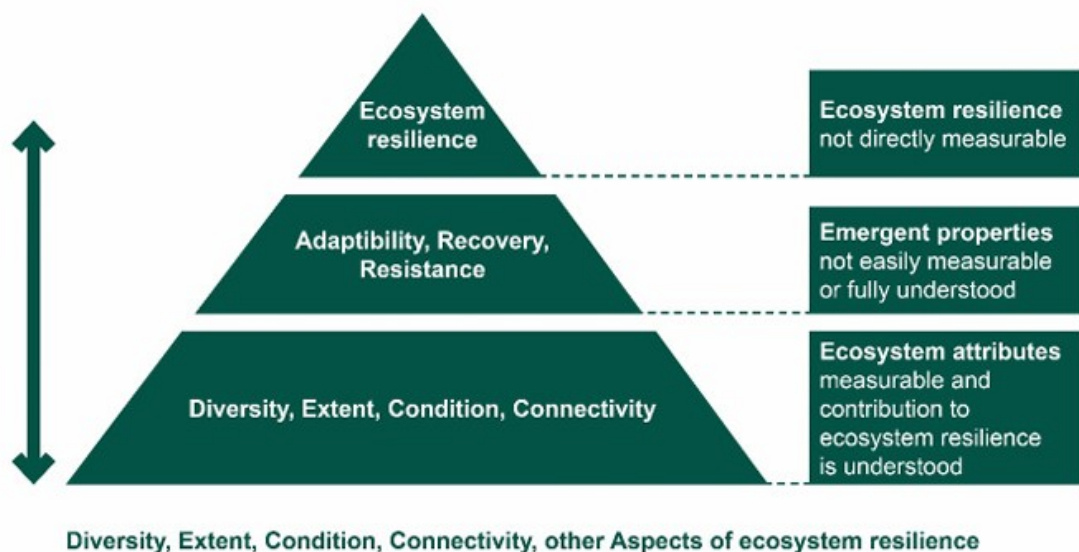 Ecosystem
resilience
Ecosystem resilience
not directly measurable
Adaptibility, Recovery,
Resistance
Emergent properties
not easily measurable
or fully understood
Diversity, Extent, Condition, Connectivity
Ecosystem attributes
measurable and
contribution to
ecosystem resilience
is understood
Diversity, Extent, Condition, Connectivity, other Aspects of ecosystem resilience